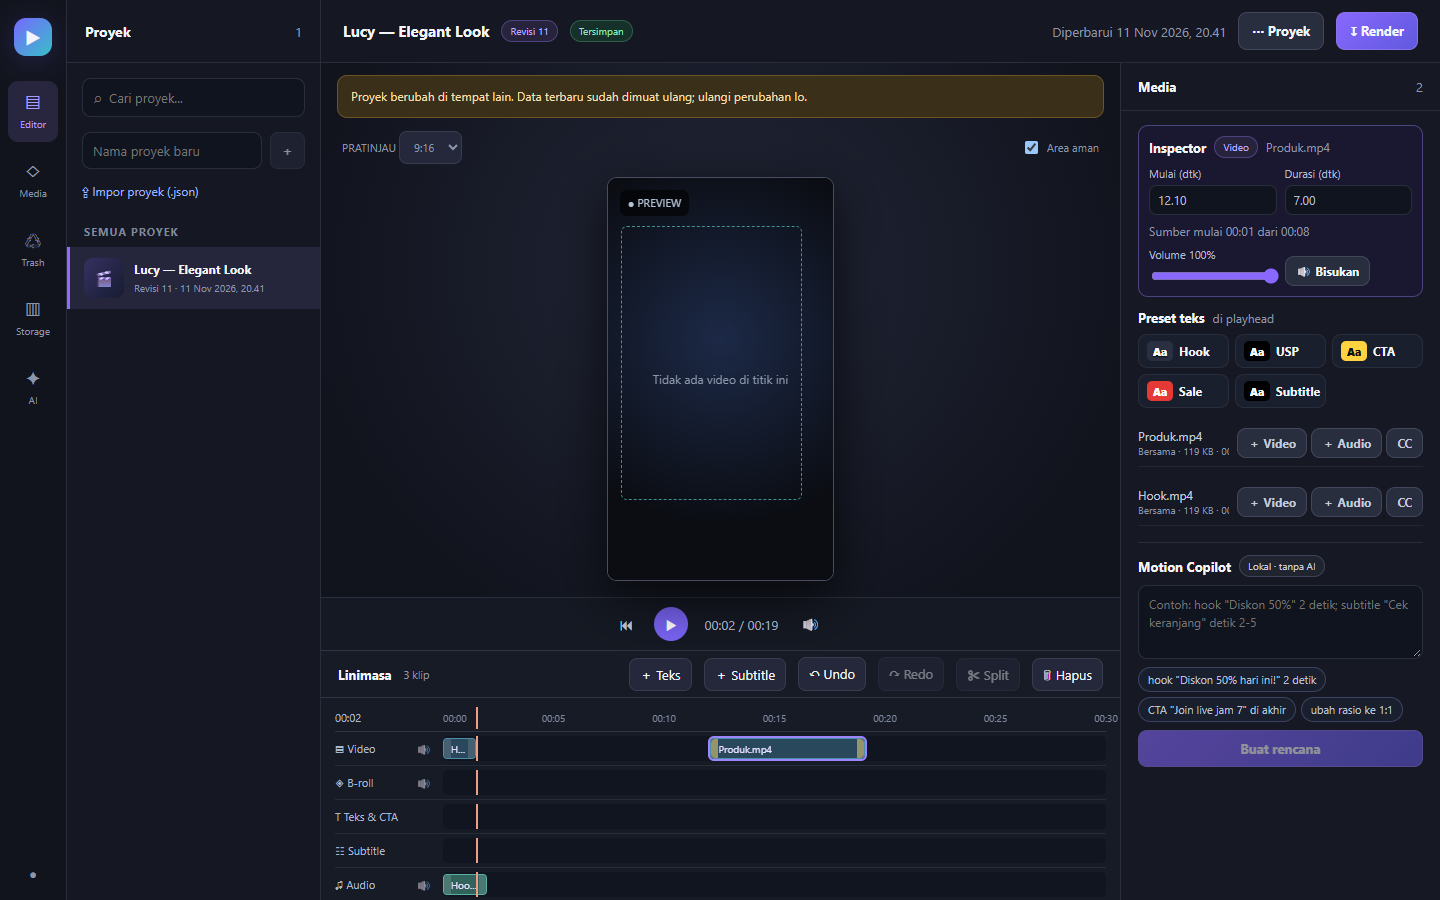 Editor
Media
Trash
Storage
AI
Proyek 1
Cari proyek...
Nama proyek baru +
Impor proyek (.json)
SEMUA PROYEK
Lucy — Elegant Look
Revisi 11 · 11 Nov 2026, 20.41
Lucy — Elegant Look Revisi 11 Tersimpan Diperbarui 11 Nov 2026, 20.41 ··· Proyek ↧ Render
Proyek berubah di tempat lain. Data terbaru sudah dimuat ulang; ulangi perubahan lo.
PRATINJAU 9:16 Area aman
● PREVIEW
Tidak ada video di titik ini
00:02 / 00:19
Linimasa 3 klip + Teks + Subtitle ↶ Undo ↷ Redo Split Hapus
00:02 00:00 00:05 00:10 00:15 00:20 00:25 00:30
Video H... Produk.mp4
B-roll
T Teks & CTA
Subtitle
♫ Audio Hoo...
Media 2
Inspector Video Produk.mp4
Mulai (dtk) Durasi (dtk)
12.10 7.00
Sumber mulai 00:01 dari 00:08
Volume 100%
Bisukan
Preset teks di playhead
Aa Hook Aa USP Aa CTA
Aa Sale Aa Subtitle
Produk.mp4
Bersama · 119 KB · 00
+ Video + Audio CC
Hook.mp4
Bersama · 119 KB · 00
+ Video + Audio CC
Motion Copilot Lokal · tanpa AI
Contoh: hook "Diskon 50%" 2 detik; subtitle "Cek
keranjang" detik 2-5
hook "Diskon 50% hari ini!" 2 detik
CTA "Join live jam 7" di akhir ubah rasio ke 1:1
Buat rencana